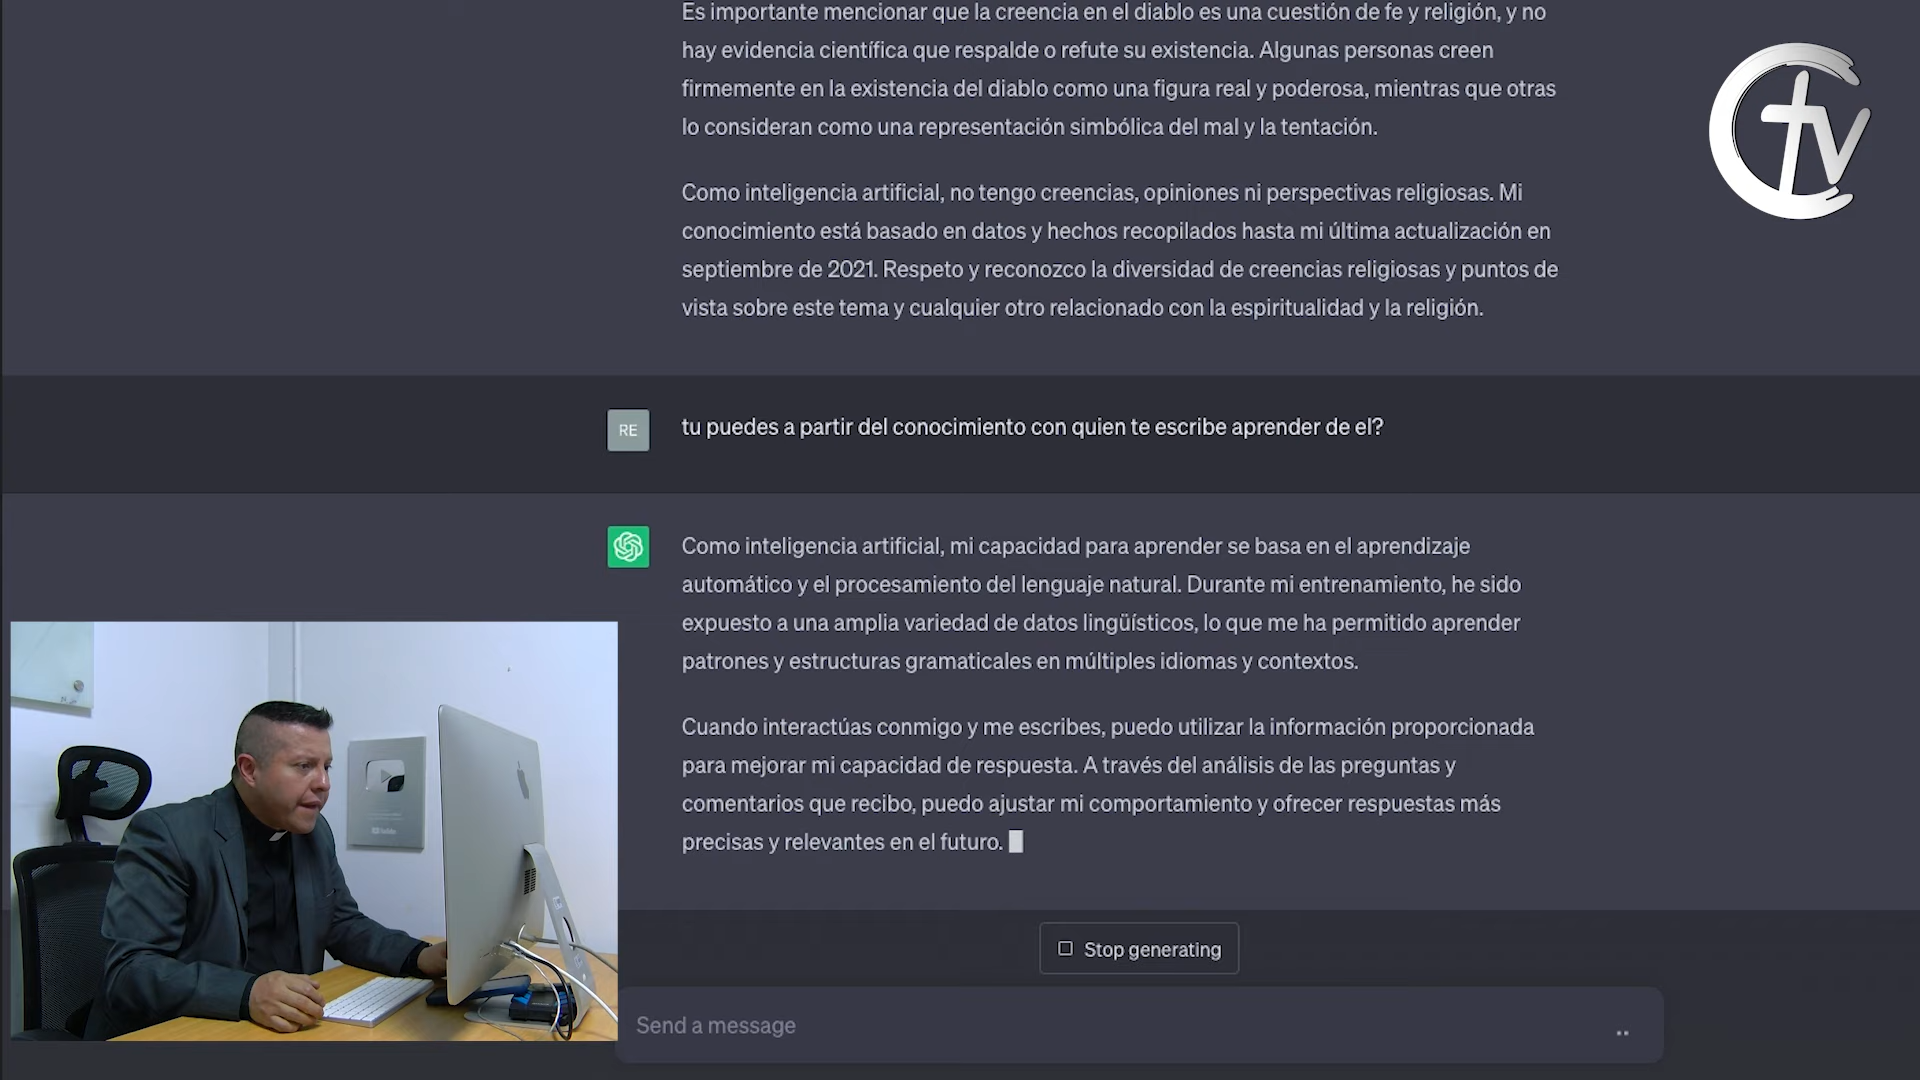 Es importante mencionar que la creencia en el diablo es una cuestión de fe y religión, y no
hay evidencia científica que respalde o refute su existencia. Algunas personas creen
firmemente en la existencia del diablo como una figura real y poderosa, mientras que otras
lo consideran como una representación simbólica del mal y la tentación.
Como inteligencia artificial, no tengo creencias, opiniones ni perspectivas religiosas. Mi
conocimiento está basado en datos y hechos recopilados hasta mi última actualización en
septiembre de 2021. Respeto y reconozco la diversidad de creencias religiosas y puntos de
vista sobre este tema y cualquier otro relacionado con la espiritualidad y la religión.
RE
tu puedes a partir del conocimiento con quien te escribe aprender de el?
Como inteligencia artificial, mi capacidad para aprender se basa en el aprendizaje
automático y el procesamiento del lenguaje natural. Durante mi entrenamiento, he sido
expuesto a una amplia variedad de datos lingüísticos, lo que me ha permitido aprender
patrones y estructuras gramaticales en múltiples idiomas y contextos.
Cuando interactúas conmigo y me escribes, puedo utilizar la información proporcionada
para mejorar mi capacidad de respuesta. A través del análisis de las preguntas y
comentarios que recibo, puedo ajustar mi comportamiento y ofrecer respuestas más
precisas y relevantes en el futuro.
Stop generating
Send a message
CTV